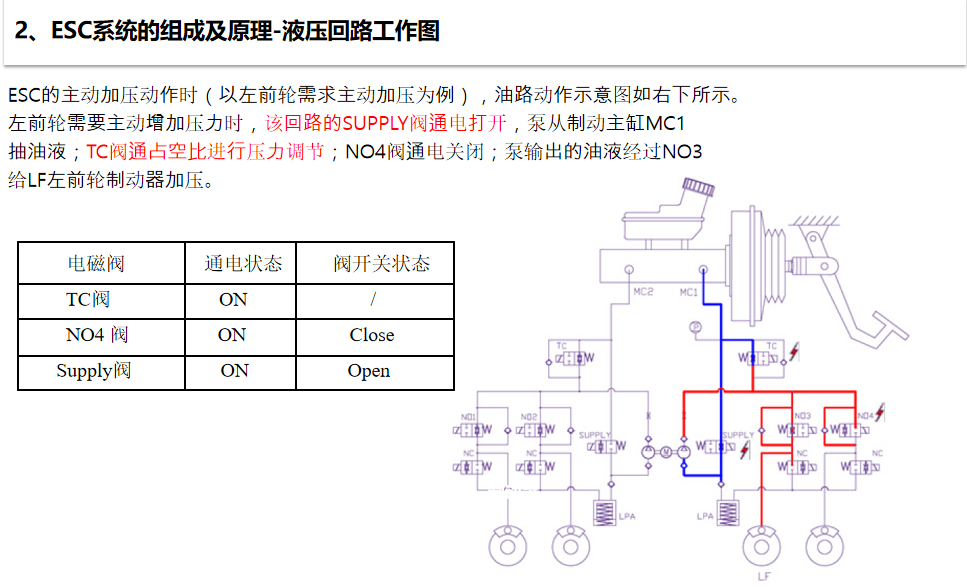 2、ESC系统的组成及原理-液压回路工作图
ESC的主动加压动作时（以左前轮需求主动加压为例），油路动作示意图如右下所示。
左前轮需要主动增加压力时，该回路的SUPPLY阀通电打开，泵从制动主缸MC1
抽油液；TC阀通占空比进行压力调节；NO4阀通电关闭；泵输出的油液经过NO3
给LF左前轮制动器加压。
电磁阀 通电状态 阀开关状态
TC阀 ON /
NO4 阀 ON Close
Supply阀 ON Open
MC2 MC1
P
TC TC
NO1 NO2 NO3 NO4
SUPPLY SUPPLY
M
NC NC NC NC
LPA LPA
LF